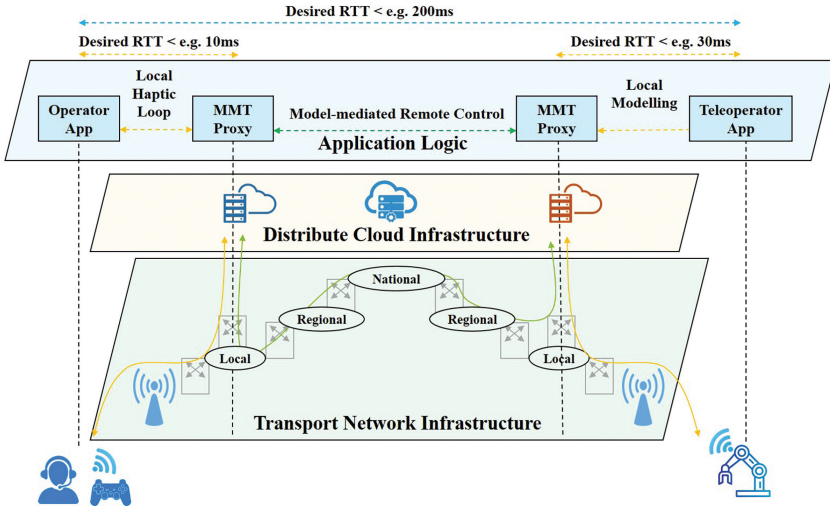 Desired RTT < e.g. 200ms
Desired RTT < e.g. 10ms
Desired RTT < e.g. 30ms
Operator
App
Local
Haptic
Loop
MMT
Proxy
Model-mediated Remote Control
MMT
Proxy
Local
Modelling
Teleoperator
App
Application Logic
Distribute Cloud Infrastructure
National
Regional
Regional
Local
Local
Transport Network Infrastructure